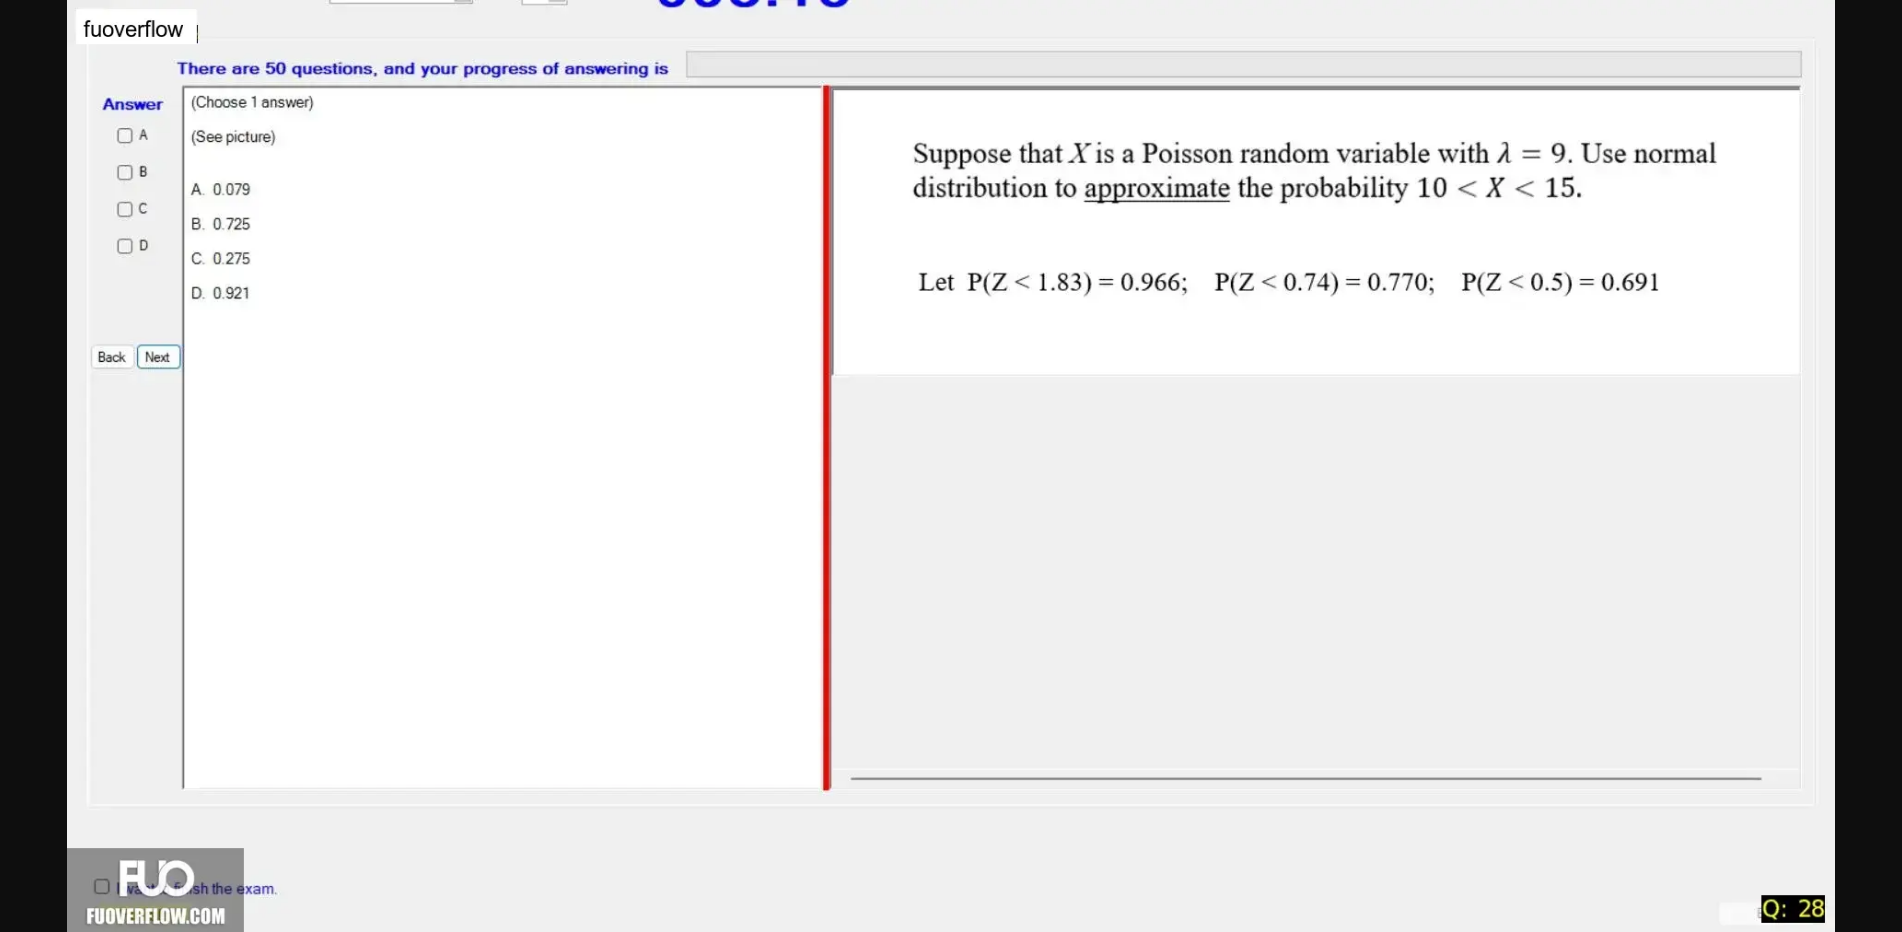 fuoverflow
There are 50 questions, and your progress of answering is
Answer
(Choose 1 answer)
A
(See picture)
B
A. 0.079
C
B. 0.725
D
C. 0.275
D. 0.921
Back Next
Suppose that X is a Poisson random variable with λ = 9. Use normal
distribution to approximate the probability 10 < X < 15.
Let P(Z < 1.83) = 0.966; P(Z < 0.74) = 0.770; P(Z < 0.5) = 0.691
FUO
the exam.
FUOVERFLOW.COM
Q: 28